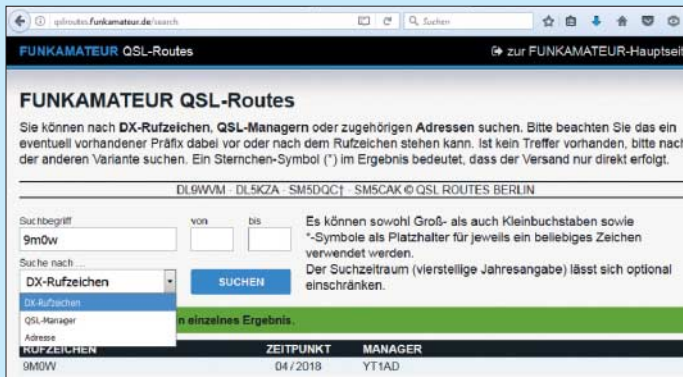 qslroutes.funkamateur.de/search
Suchen
FUNKAMATEUR QSL-Routes
zur FUNKAMATEUR-Hauptseit
FUNKAMATEUR QSL-Routes
Sie können nach DX-Rufzeichen, QSL-Managern oder zugehörigen Adressen suchen. Bitte beachten Sie das ein
eventuell vorhandener Präfix dabei vor oder nach dem Rufzeichen stehen kann. Ist kein Treffer vorhanden, bitte nach
der anderen Variante suchen. Ein Sternchen-Symbol (*) im Ergebnis bedeutet, dass der Versand nur direkt erfolgt.
DL9WVM · DL5KZA · SM5DQC† · SM5CAK © QSL ROUTES BERLIN
Suchbegriff von bis
9m0w
Suche nach ...
DX-Rufzeichen
SUCHEN
DX-Rufzeichen
QSL-Manager
Adresse
Es können sowohl Groß- als auch Kleinbuchstaben sowie
*-Symbole als Platzhalter für jeweils ein beliebiges Zeichen
verwendet werden.
Der Suchzeitraum (vierstellige Jahresangabe) lässt sich optional
einschränken.
n einzelnes Ergebnis.
RUFZEICHEN ZEITPUNKT MANAGER
9M0W 04/2018 YT1AD